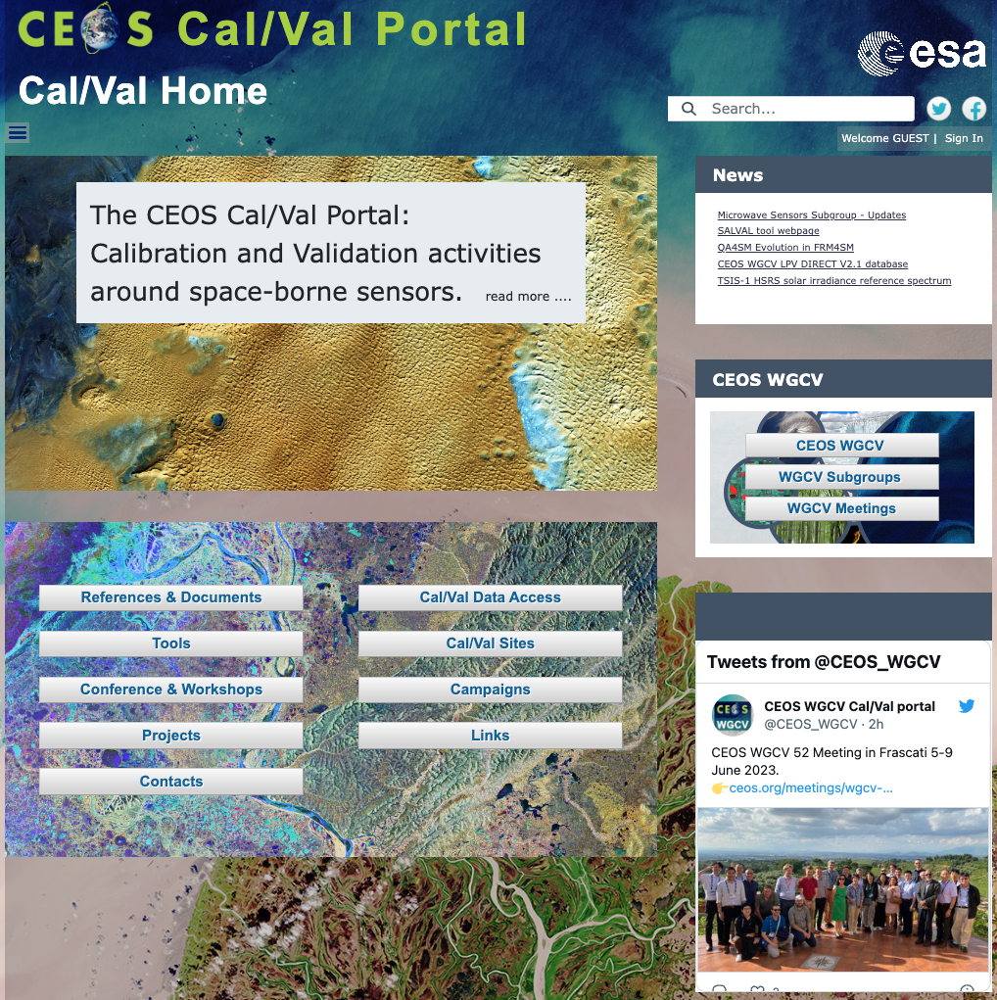 CEOS Cal/Val Portal
esa
Cal/Val Home
Search...
Welcome GUEST | Sign In
The CEOS Cal/Val Portal:
Calibration and Validation activities
around space-borne sensors. read more ....
News
Microwave Sensors Subgroup - Updates
SALVAL tool webpage
QA4SM Evolution in FRM4SM
CEOS WGCV LPV DIRECT V2.1 database
TSIS-1 HSRS solar irradiance reference spectrum
CEOS WGCV
CEOS WGCV
WGCV Subgroups
WGCV Meetings
References & Documents
Cal/Val Data Access
Tools
Cal/Val Sites
Conference & Workshops
Campaigns
Projects
Links
Contacts
Tweets from @CEOS_WGCV
CEOS
WGCV
CEOS WGCV Cal/Val portal
@CEOS_WGCV · 2h
CEOS WGCV 52 Meeting in Frascati 5-9
June 2023.
👉ceos.org/meetings/wgcv-...